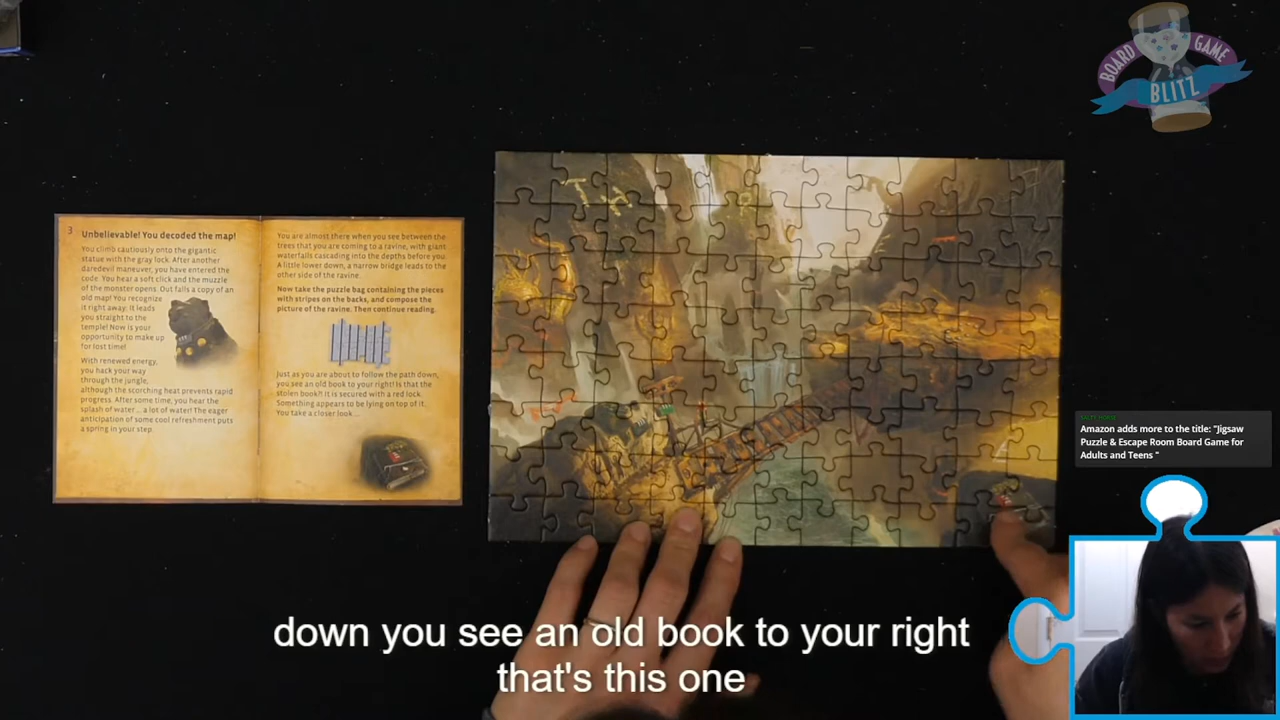 BOARD GAME
BLITZ
3 Unbelievable! You decoded the map!
You climb cautiously onto the gigantic
statue with the gray lock. After another
daredevil maneuver, you have entered the
code. You hear a soft click and the muzzle
of the monster opens. Out falls a copy of an
old map! You recognize
it right away: It leads
you straight to the
temple! Now is your
opportunity to make up
for lost time!
With renewed energy,
you hack your way
through the jungle,
although the scorching heat prevents rapid
progress. After some time, you hear the
splash of water... a lot of water! The eager
anticipation of some cool refreshment puts
a spring in your step.
You are almost there when you see between the
trees that you are coming to a ravine, with giant
waterfalls cascading into the depths before you.
A little lower down, a narrow bridge leads to the
other side of the ravine.
Now take the puzzle bag containing the pieces
with stripes on the backs, and compose the
picture of the ravine. Then continue reading.
Just as you are about to follow the path down,
you see an old book to your right! Is that the
stolen book?! It is secured with a red lock.
Something appears to be lying on top of it.
You take a closer look...
Amazon adds more to the title: "Jigsaw
Puzzle & Escape Room Board Game for
Adults and Teens "
down you see an old book to your right
that's this one